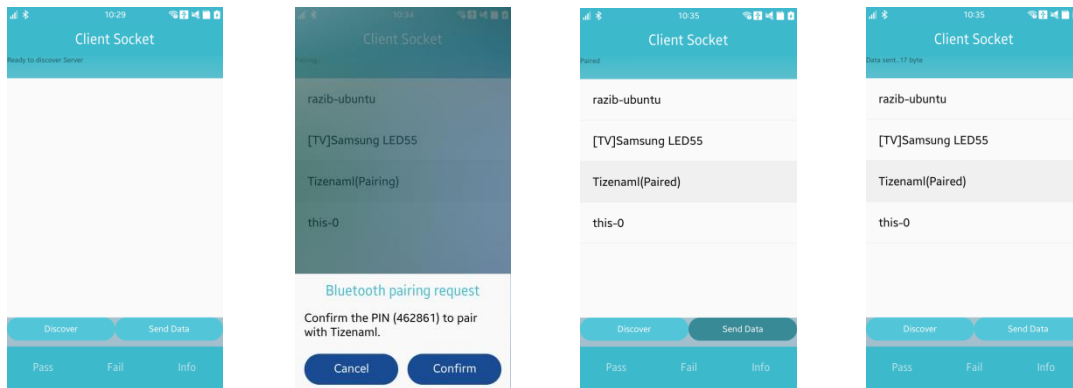 10:29
Client Socket
Ready to discover Server
Discover
Send Data
Pass
Fail
Info
10:34
Client Socket
Pairing
razib-ubuntu
[TV]Samsung LED55
Tizenaml(Pairing)
this-0
Bluetooth pairing request
Confirm the PIN (462861) to pair
with Tizenaml.
Cancel
Confirm
10:35
Client Socket
Paired
razib-ubuntu
[TV]Samsung LED55
Tizenaml(Paired)
this-0
Discover
Send Data
Pass
Fail
Info
10:35
Client Socket
Data sent..17 byte
razib-ubuntu
[TV]Samsung LED55
Tizenaml(Paired)
this-0
Discover
Send Data
Pass
Fail
Info